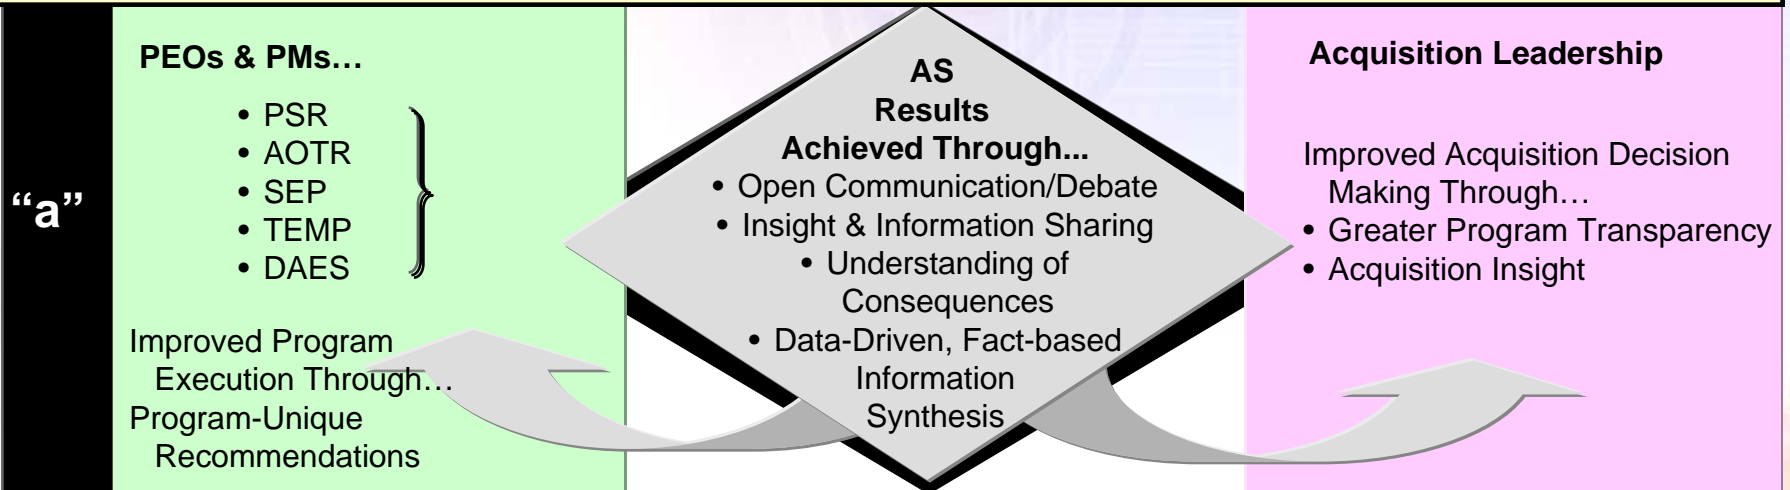 “a”
PEOs & PMs…
• PSR
• AOTR
• SEP
• TEMP
• DAES
Improved Program
Execution Through…
Program-Unique
Recommendations
AS
Results
Achieved Through...
• Open Communication/Debate
• Insight & Information Sharing
• Understanding of
Consequences
• Data-Driven, Fact-based
Information
Synthesis
Acquisition Leadership
Improved Acquisition Decision
Making Through…
• Greater Program Transparency
• Acquisition Insight